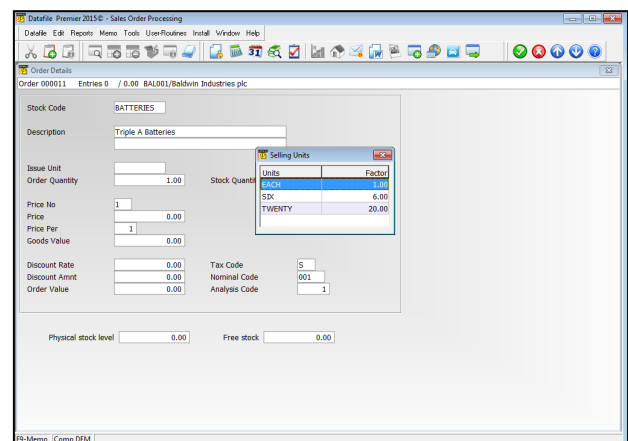 Datafile Premier 2015© - Sales Order Processing
Datafile Edit Reports Memo Tools User-Routines Install Window Help
31
Order Details
Order 000011 Entries 0 / 0.00 BAL001/Baldwin Industries plc
Stock Code BATTERIES
Description Triple A Batteries
Selling Units
Issue Unit
Units Factor
Order Quantity 1.00 Stock Quantit
EACH 1.00
SIX 6.00
Price No 1
TWENTY 20.00
Price 0.00
Price Per 1
Goods Value 0.00
Discount Rate 0.00 Tax Code S
Discount Amnt 0.00 Nominal Code 001
Order Value 0.00 Analysis Code 1
Physical stock level 0.00 Free stock 0.00
F9-Memo Comp DEM